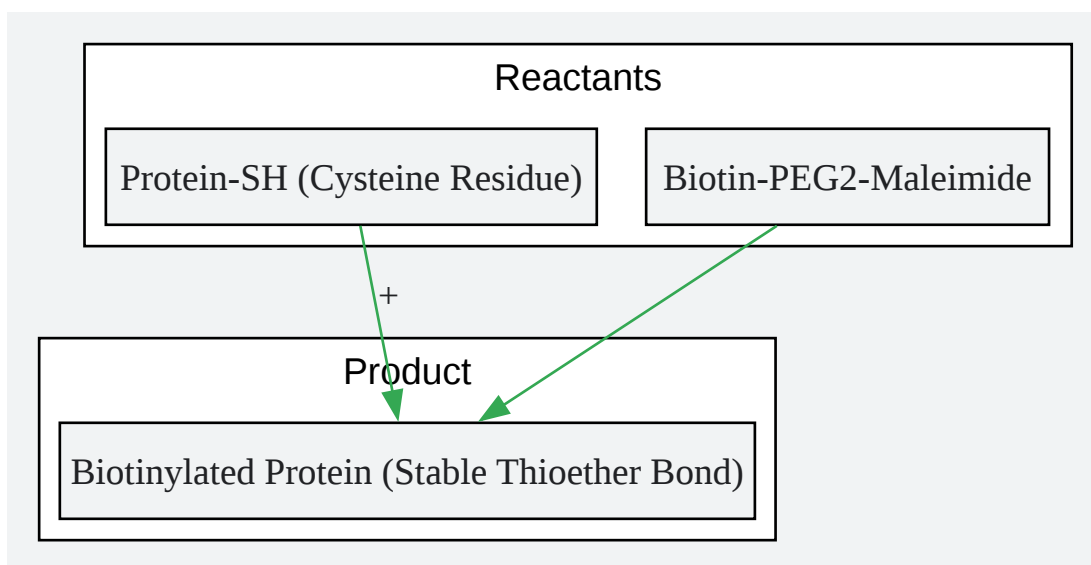 Reactants
Protein-SH (Cysteine Residue)
Biotin-PEG2-Maleimide
+
Product
Biotinylated Protein (Stable Thioether Bond)